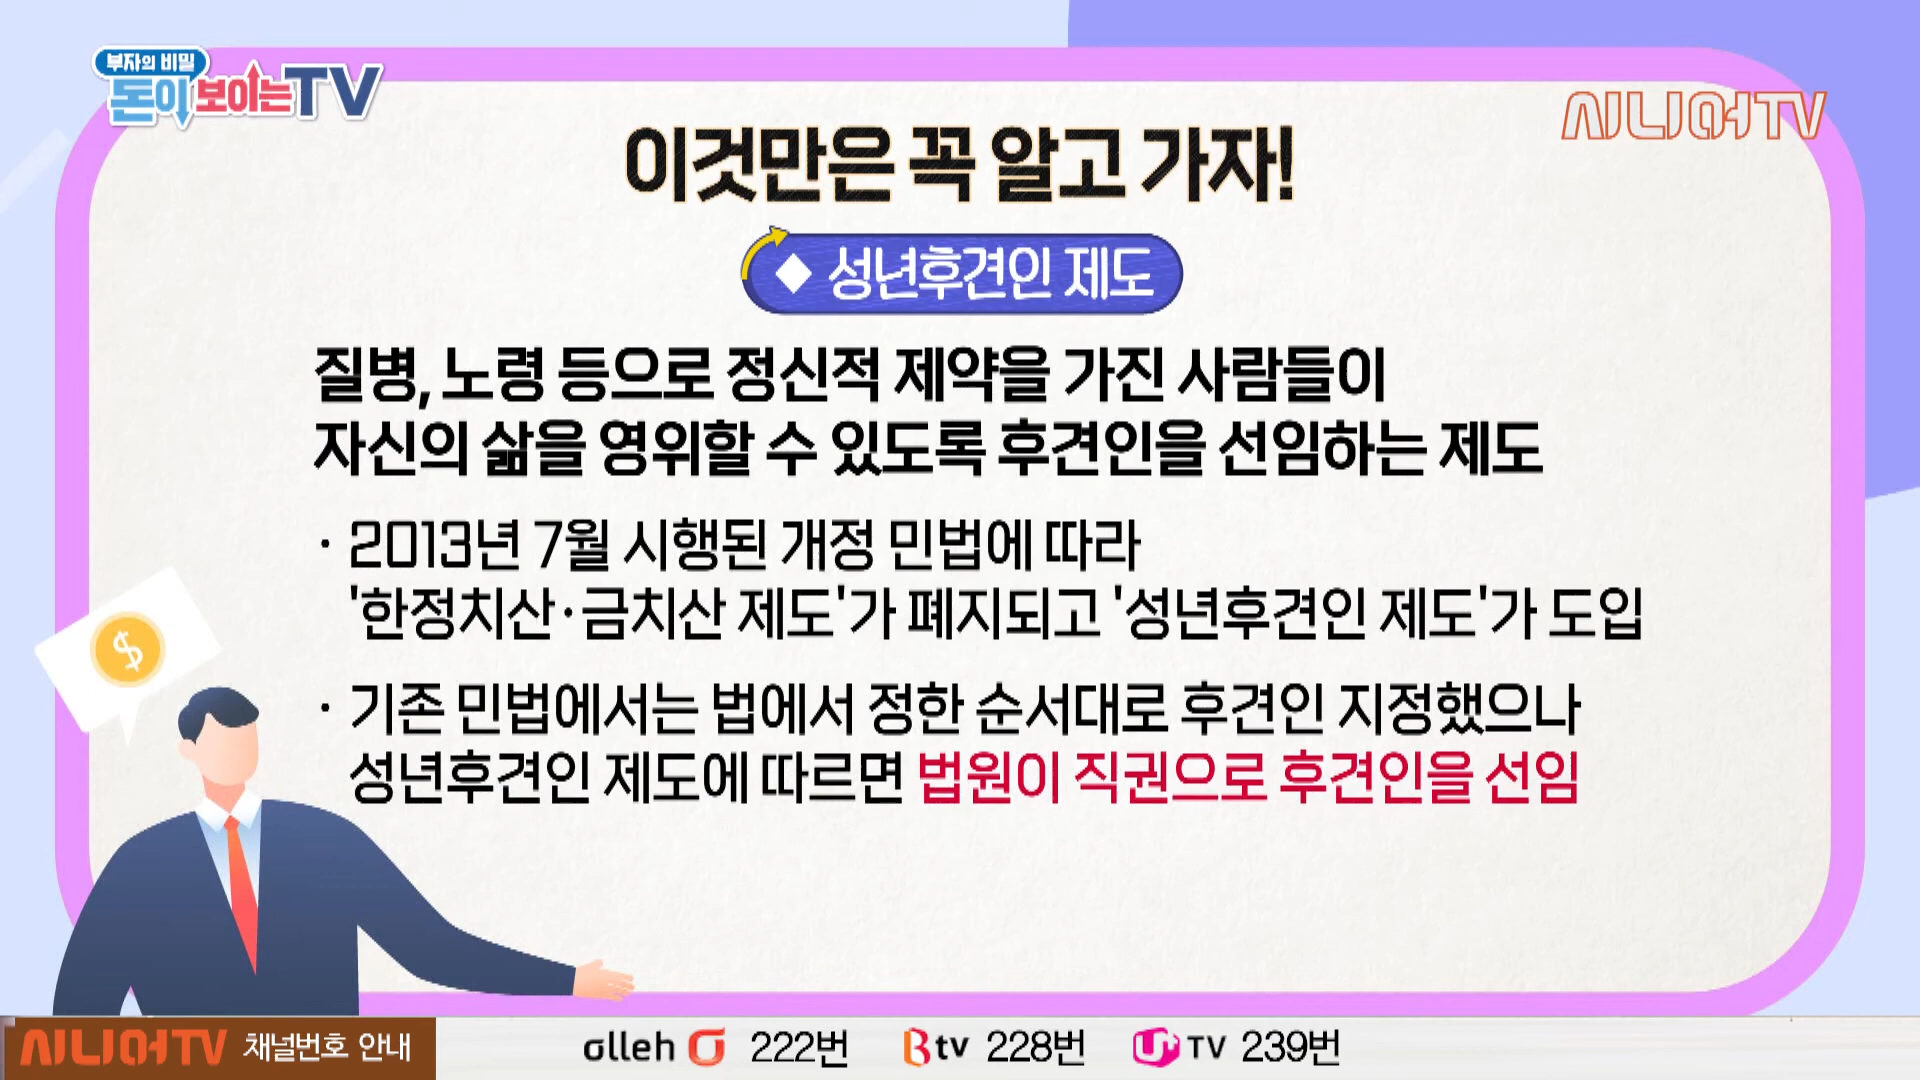 부자의 비밀
돈이 보이는TV
시니어TV
이것만은 꼭 알고 가자!
◆ 성년후견인 제도
질병, 노령 등으로 정신적 제약을 가진 사람들이
자신의 삶을 영위할 수 있도록 후견인을 선임하는 제도
· 2013년 7월 시행된 개정 민법에 따라
'한정치산·금치산 제도'가 폐지되고 '성년후견인 제도'가 도입
· 기존 민법에서는 법에서 정한 순서대로 후견인 지정했으나
성년후견인 제도에 따르면 법원이 직권으로 후견인을 선임
$
시니어TV 채널번호 안내 olleh 222번 B tv 228번 U+ TV 239번